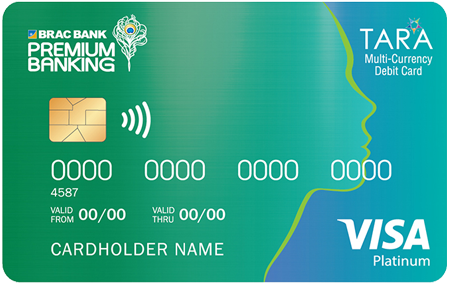 BRAC BANK
PREMIUM
BANKING
TARA
Multi-Currency
Debit Card
0000 0000 0000 0000
4587
VALID FROM 00/00 VALID THRU 00/00
CARDHOLDER NAME
VISA
Platinum